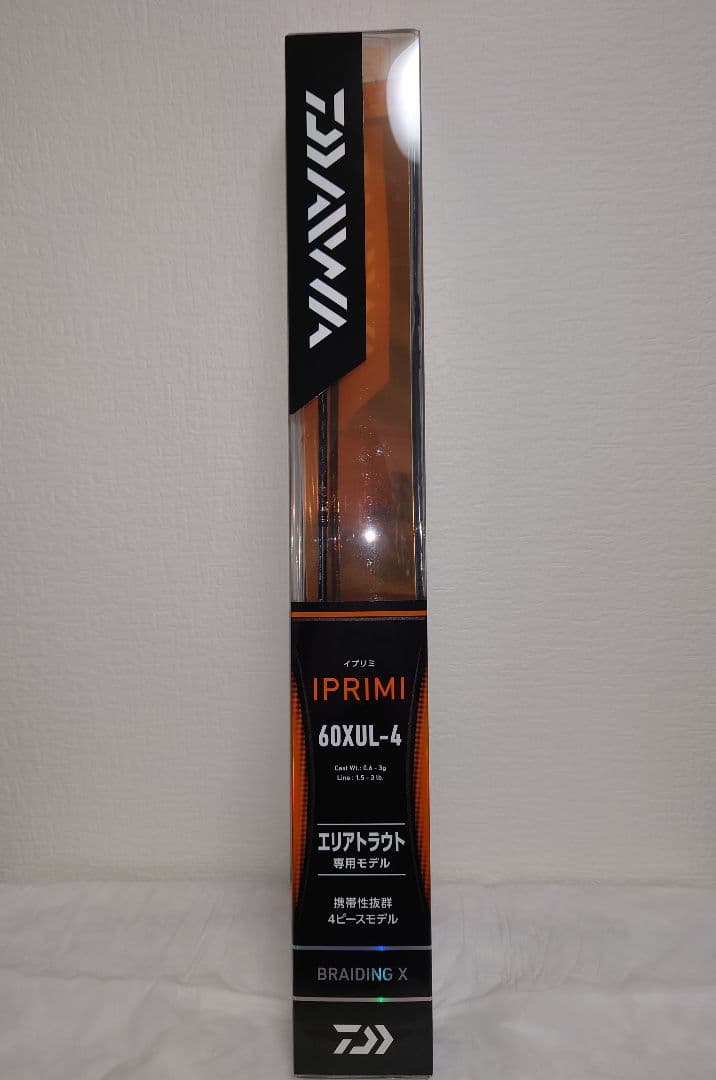 DAIWA
イプリミ
IPRIMI
60XUL-4
Cast Wt.: 0.6 - 3g
Line : 1.5 - 3 lb.
エリアトラウト
専用モデル
携帯性抜群
4ピースモデル
BRAIDING X